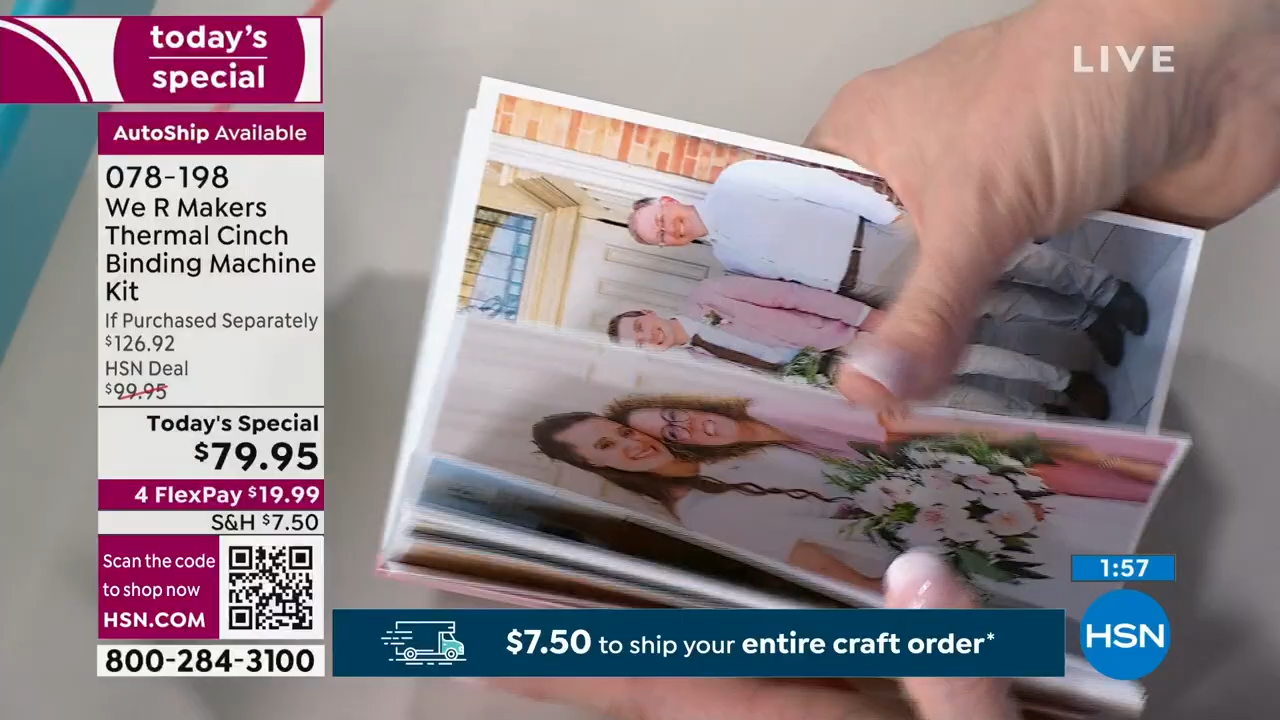 today's
special
LIVE
AutoShip Available
078-198
We R Makers
Thermal Cinch
Binding Machine
Kit
If Purchased Separately
$126.92
HSN Deal
$99.95
Today's Special
$79.95
4 FlexPay $19.99
S&H $7.50
Scan the code
to shop now
HSN.COM
800-284-3100
$7.50 to ship your entire craft order*
1:57
HSN